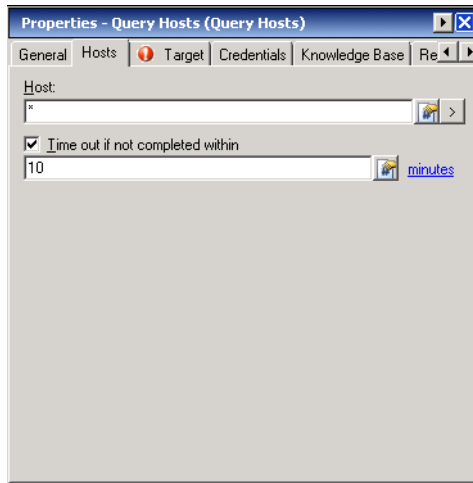 Properties - Query Hosts (Query Hosts)
General Hosts Target Credentials Knowledge Base Re
Host:
*
>
Time out if not completed within
10
minutes